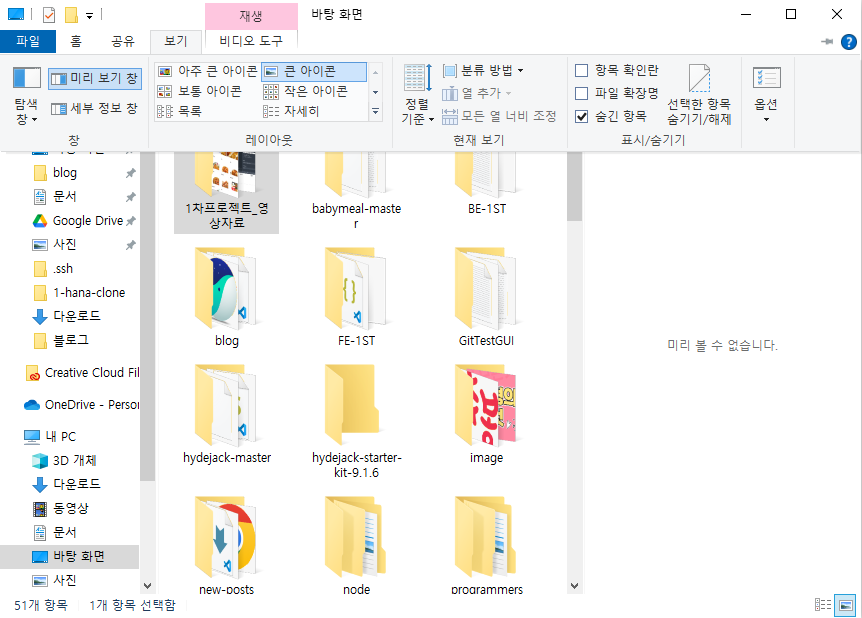 재생
바탕 화면
파일
홈
공유
보기
비디오 도구
탐색
창
미리 보기 창
세부 정보 창
창
아주 큰 아이콘
큰 아이콘
보통 아이콘
작은 아이콘
목록
자세히
레이아웃
정렬
기준
분류 방법
열 추가
모든 열 너비 조정
현재 보기
항목 확인란
파일 확장명
숨긴 항목
선택한 항목
숨기기/해제
표시/숨기기
옵션
blog
문서
Google Drive
사진
.ssh
1-hana-clone
다운로드
블로그
Creative Cloud Fil
OneDrive - Person
내 PC
3D 개체
다운로드
동영상
문서
바탕 화면
사진
1차프로젝트_영
상자료
babymeal-maste
r
BE-1ST
blog
FE-1ST
GitTestGUI
hydejack-master
hydejack-starter-
kit-9.1.6
image
new-posts
node
programmers
미리 볼 수 없습니다.
51개 항목
1개 항목 선택함